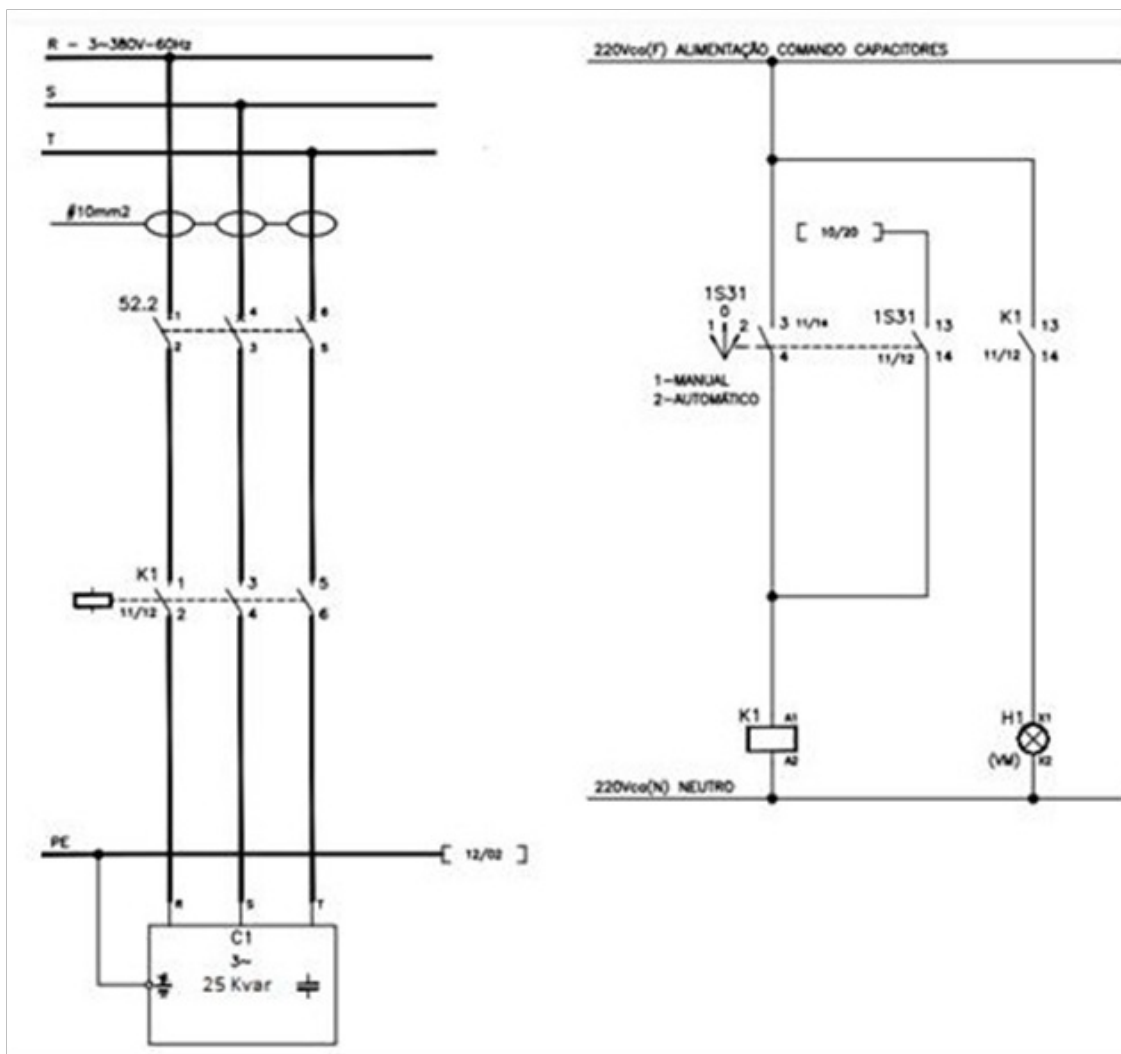 R - 3~380V-60Hz
S
T
∮10mm2
52.2
1 4 6
2 3 5
K1 1 3 5
11/12 2 4 6
PE [ 12/02 ]
R S T
C1
3~
25 Kvar
220Vca(F) ALIMENTAÇÃO COMANDO CAPACITORES
[ 10/20 ]
1S31
0
1 2
3 11/14
4
1-MANUAL
2-AUTOMÁTICO
1S31 13
11/12 14
K1 13
11/12 14
K1 A1
A2
H1 X1
(VM) X2
220Vca(N) NEUTRO